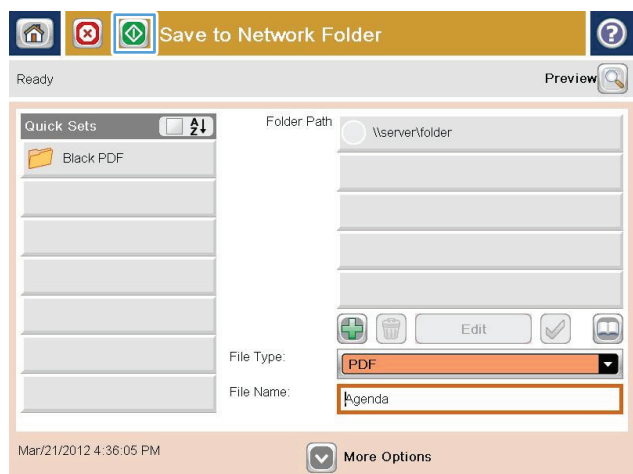 Save to Network Folder
Ready
Preview
Quick Sets
Folder Path
\\server\folder
Black PDF
Edit
File Type:
PDF
File Name:
Agenda
Mar/21/2012 4:36:05 PM
More Options